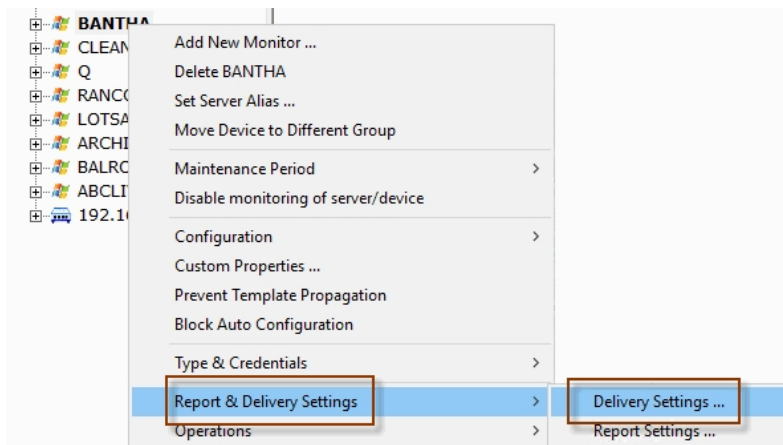 BANTHA
CLEAN
Q
RANCO
LOTSA
ARCHI
BALRO
ABCLI
192.1
Add New Monitor ...
Delete BANTHA
Set Server Alias ...
Move Device to Different Group
Maintenance Period
Disable monitoring of server/device
Configuration
Custom Properties ...
Prevent Template Propagation
Block Auto Configuration
Type & Credentials
Report & Delivery Settings
Operations
Delivery Settings ...
Report Settings ...